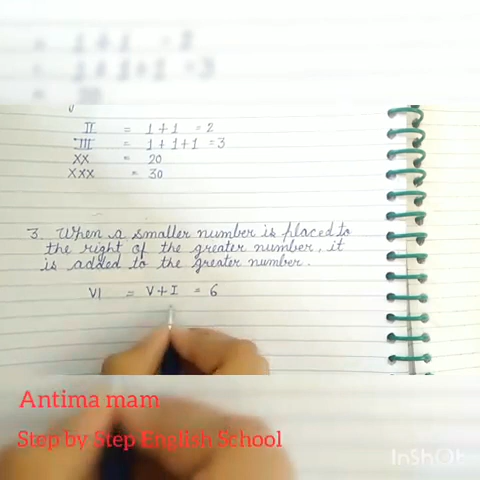 II = 1 + 1 = 2
III = 1 + 1 + 1 = 3
XX = 20
XXX = 30
3. When a smaller number is placed to
the right of the greater number, it
is added to the greater number.
VI = V + I = 6
Antima mam
Step by Step English School
InShOt